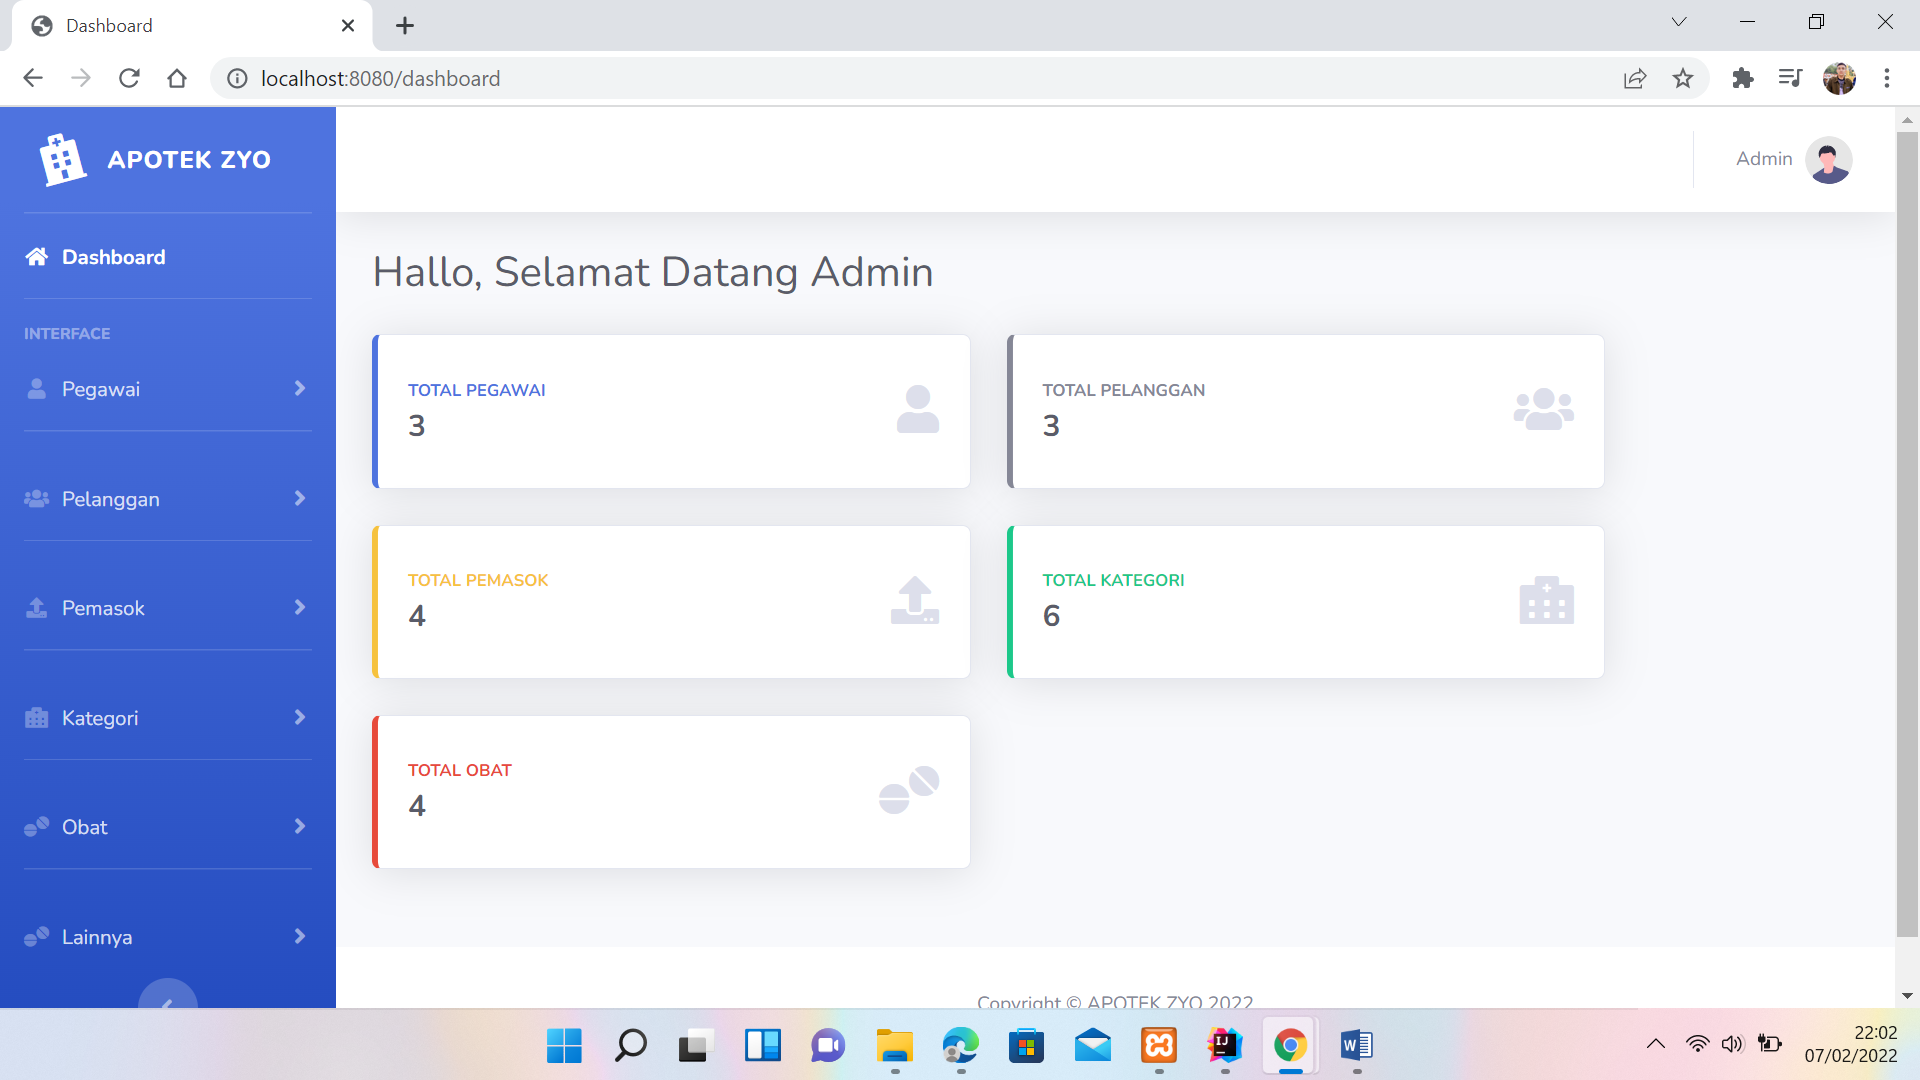 Dashboard
localhost:8080/dashboard
APOTEK ZYO
Admin
Dashboard
Hallo, Selamat Datang Admin
INTERFACE
Pegawai
Pelanggan
Pemasok
Kategori
Obat
Lainnya
TOTAL PEGAWAI
3
TOTAL PELANGGAN
3
TOTAL PEMASOK
4
TOTAL KATEGORI
6
TOTAL OBAT
4
Copyright © APOTEK ZYO 2022
IJ
W
22:02
07/02/2022